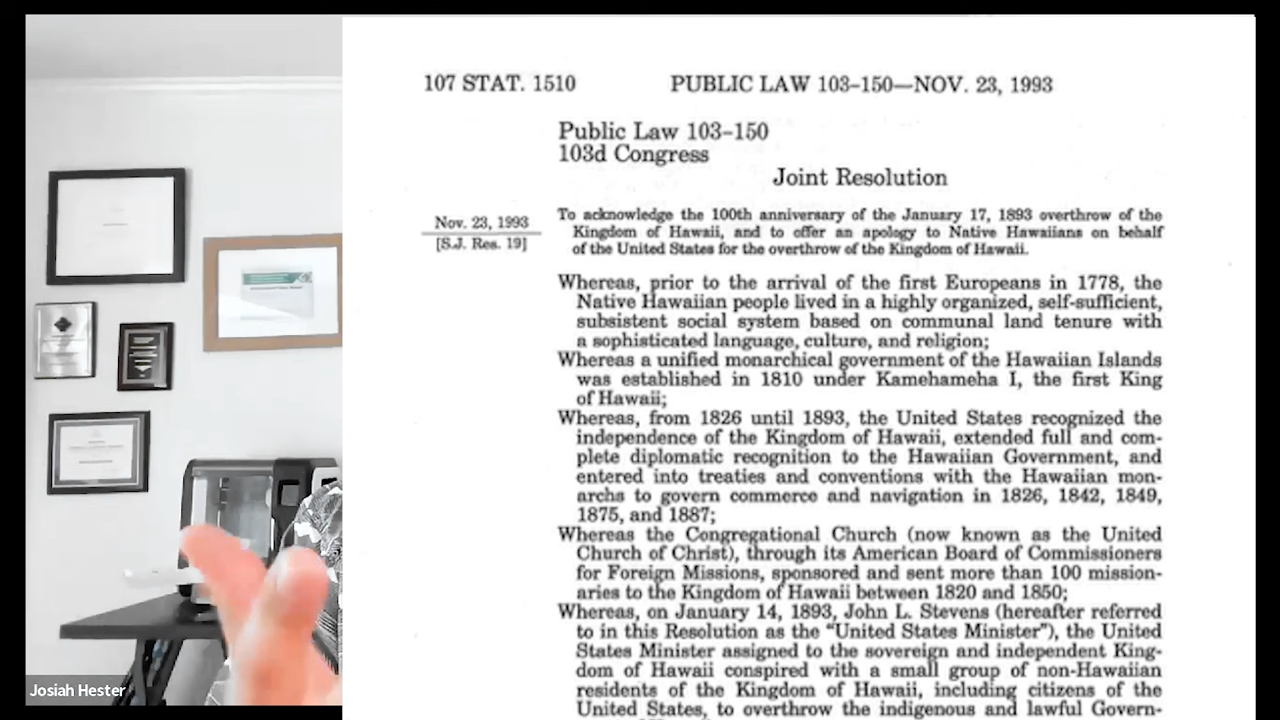 107 STAT. 1510
PUBLIC LAW 103–150—NOV. 23, 1993
Public Law 103–150
103d Congress
Joint Resolution
Nov. 23, 1993
[S.J. Res. 19]
To acknowledge the 100th anniversary of the January 17, 1893 overthrow of the
Kingdom of Hawaii, and to offer an apology to Native Hawaiians on behalf
of the United States for the overthrow of the Kingdom of Hawaii.
Whereas, prior to the arrival of the first Europeans in 1778, the
Native Hawaiian people lived in a highly organized, self-sufficient,
subsistent social system based on communal land tenure with
a sophisticated language, culture, and religion;
Whereas a unified monarchical government of the Hawaiian Islands
was established in 1810 under Kamehameha I, the first King
of Hawaii;
Whereas, from 1826 until 1893, the United States recognized the
independence of the Kingdom of Hawaii, extended full and com-
plete diplomatic recognition to the Hawaiian Government, and
entered into treaties and conventions with the Hawaiian mon-
archs to govern commerce and navigation in 1826, 1842, 1849,
1875, and 1887;
Whereas the Congregational Church (now known as the United
Church of Christ), through its American Board of Commissioners
for Foreign Missions, sponsored and sent more than 100 mission-
aries to the Kingdom of Hawaii between 1820 and 1850;
Whereas, on January 14, 1893, John L. Stevens (hereafter referred
to in this Resolution as the "United States Minister"), the United
States Minister assigned to the sovereign and independent King-
dom of Hawaii conspired with a small group of non-Hawaiian
residents of the Kingdom of Hawaii, including citizens of the
United States, to overthrow the indigenous and lawful Govern-
Josiah Hester